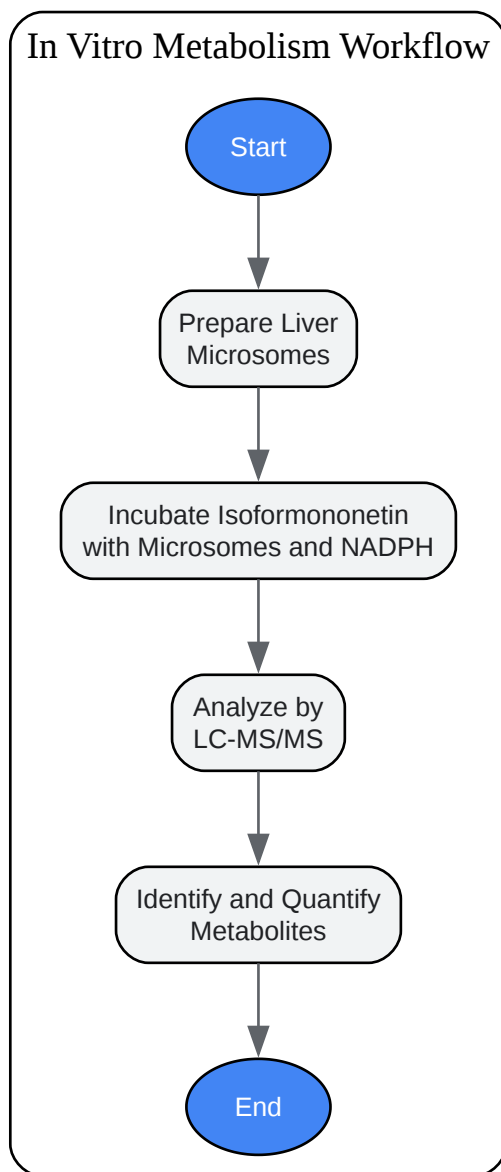 In Vitro Metabolism Workflow
Start
Prepare Liver
Microsomes
Incubate Isoformononetin
with Microsomes and NADPH
Analyze by
LC-MS/MS
Identify and Quantify
Metabolites
End